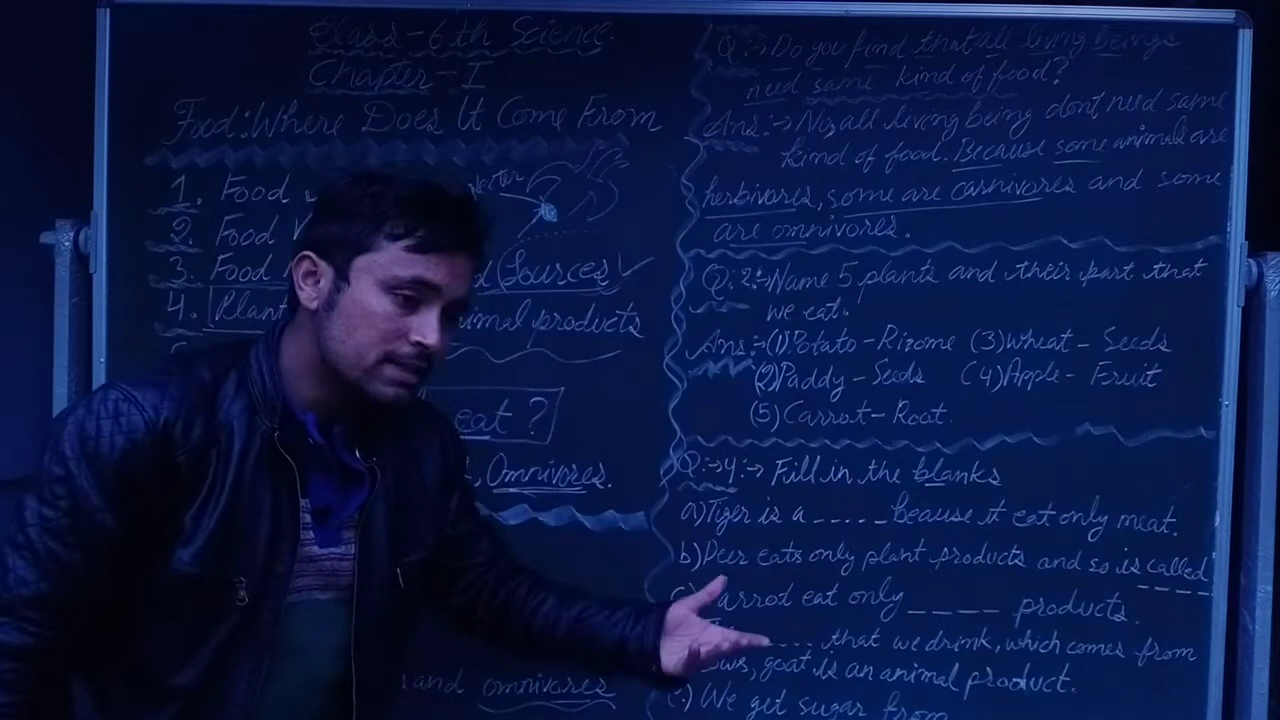 Class-6th Science
Chapter-I
Food: Where Does It Come From
1. Food
2. Food
3. Food d Sources
4. Plant imal products
eat ?
, Omnivores.
and omnivores
Q:→ Do you find that all living beings
need same kind of food?
Ans:→ No, all living being dont need same
kind of food. Because some animals are
herbivores, some are carnivores and some
are omnivores.
Q:2:→ Name 5 plants and their part that
we eat.
Ans:→ (1) Potato - Rizome (3) Wheat - Seeds
(2) Paddy - Seeds (4) Apple - Fruit
(5) Carrot - Root.
Q:→4:→ Fill in the blanks
a) Tiger is a ----- Beause it eat only meat.
b) Deer eats only plant products and so is called
----
arrot eat only ---- products.
---- that we drink, which comes from
ows, goat is an animal product.
e.) We get sugar from